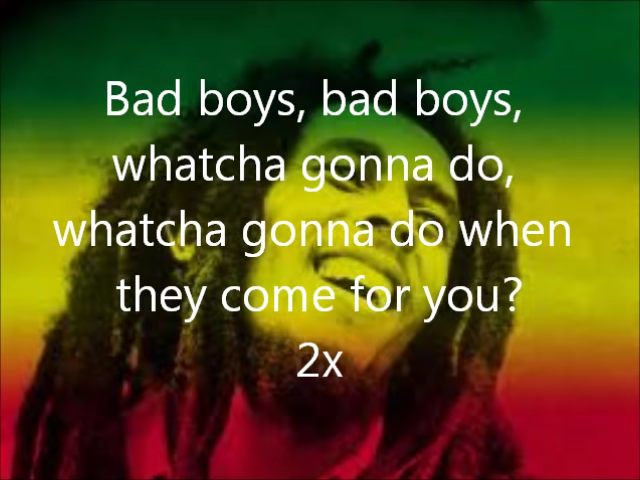 Bad boys, bad boys,
whatcha gonna do,
whatcha gonna do when
they come for you?
2x